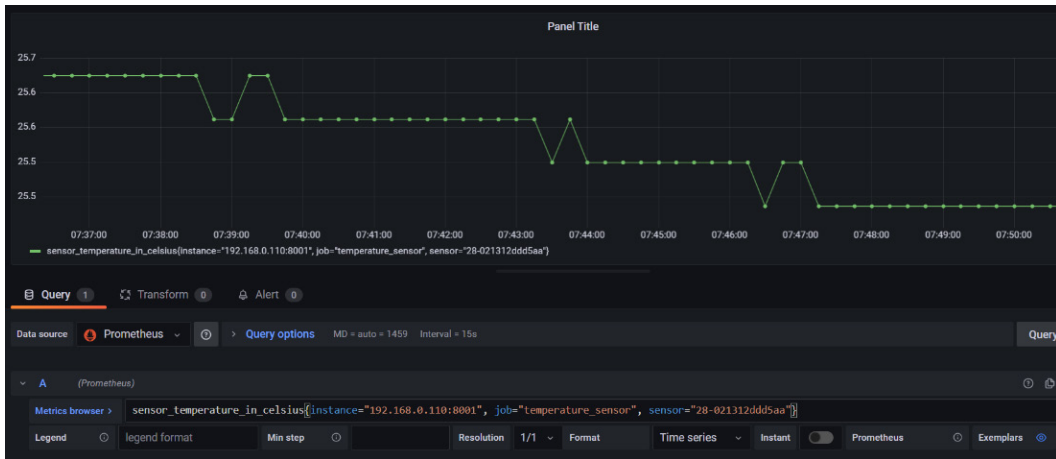 Panel Title
25.7
25.6
25.6
25.5
25.5
07:37:00 07:38:00 07:39:00 07:40:00 07:41:00 07:42:00 07:43:00 07:44:00 07:45:00 07:46:00 07:47:00 07:48:00 07:49:00 07:50:00
sensor_temperature_in_celsius{instance="192.168.0.110:8001", job="temperature_sensor", sensor="28-021312ddd5aa"}
Query 1 Transform 0 Alert 0
Data source Prometheus > Query options MD = auto = 1459 Interval = 15s Query
A (Prometheus)
Metrics browser > sensor_temperature_in_celsius{instance="192.168.0.110:8001", job="temperature_sensor", sensor="28-021312ddd5aa"}
Legend legend format Min step Resolution 1/1 Format Time series Instant Prometheus Exemplars